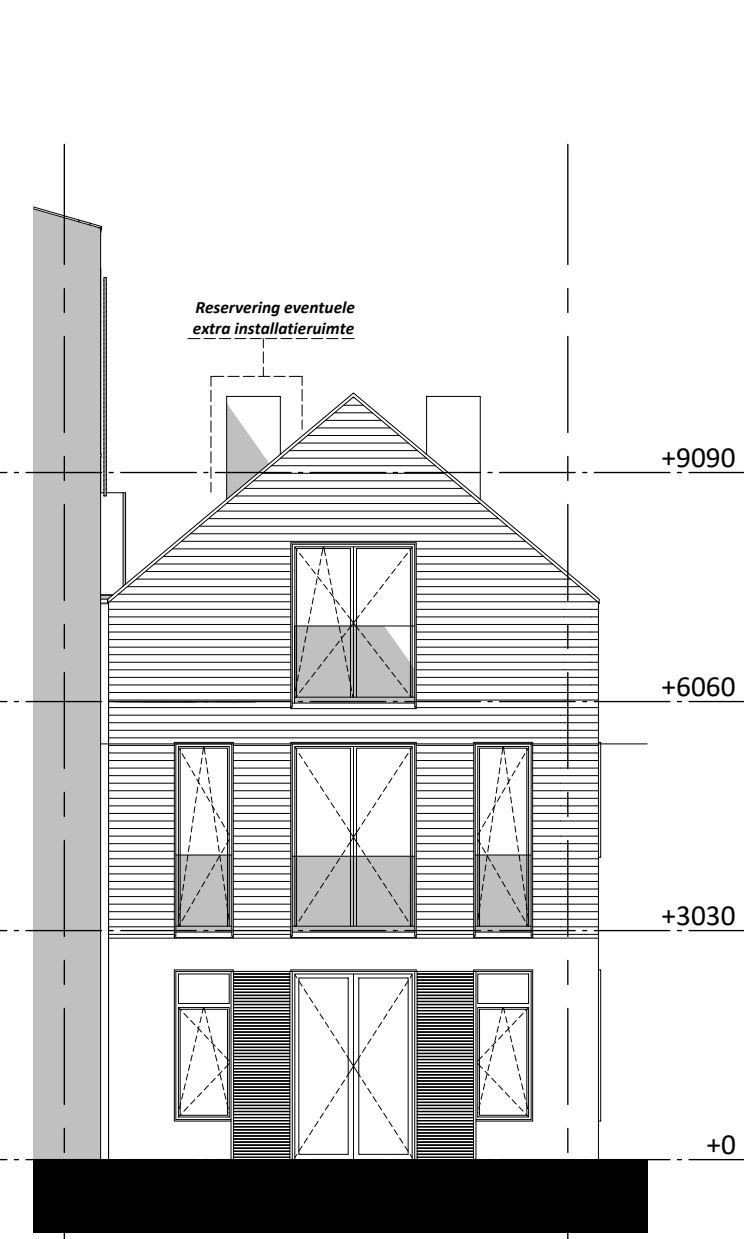 Reservering eventuele
extra installatieruimte
+9090
+6060
+3030
+0